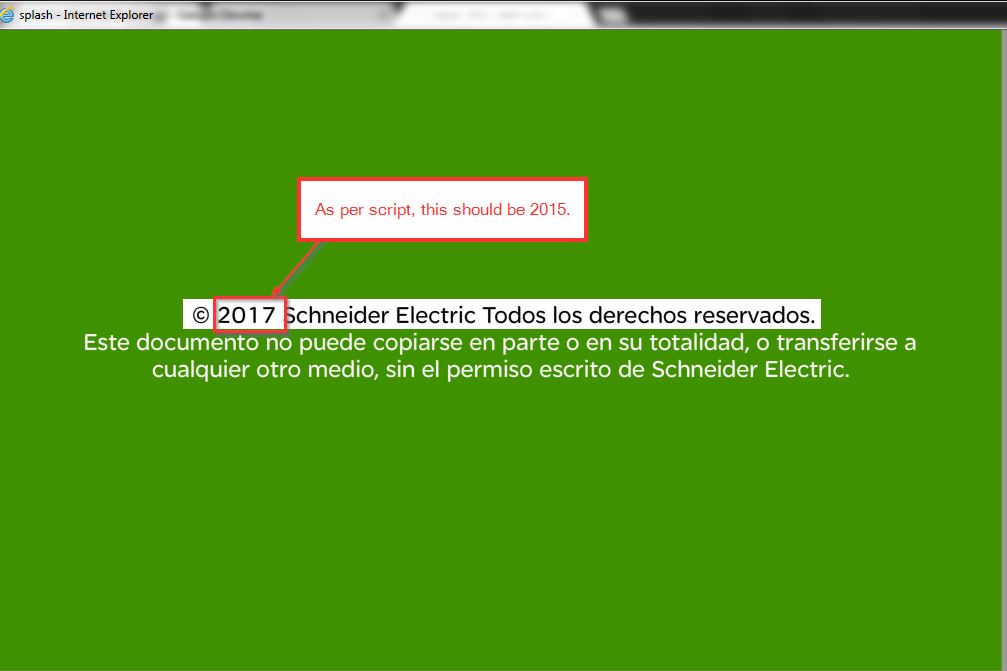 splash - Internet Explorer
As per script, this should be 2015.
© 2017 Schneider Electric Todos los derechos reservados.
Este documento no puede copiarse en parte o en su totalidad, o transferirse a
cualquier otro medio, sin el permiso escrito de Schneider Electric.